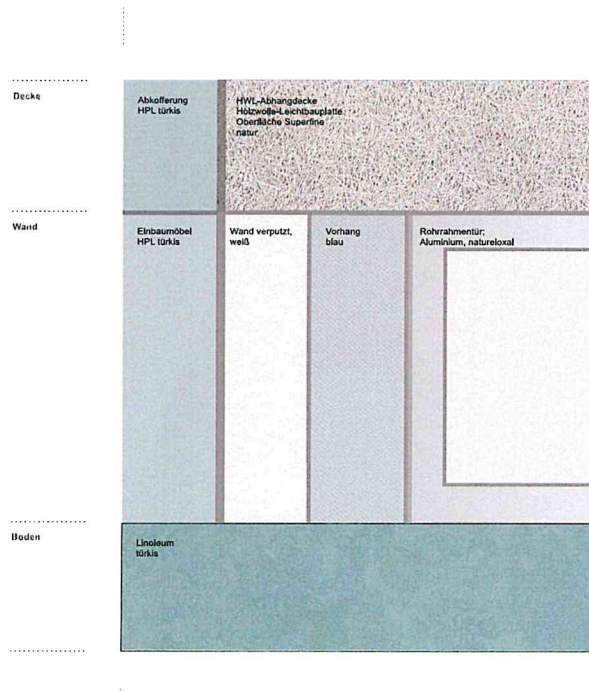 Decke
Abkofferung
HPL türkis
HWL-Abhangdecke
Holzwolle-Leichtbauplatte
Oberfläche Superfine
natur
Wand
Einbaumöbel
HPL türkis
Wand verputzt,
weiß
Vorhang
blau
Rohrrahmentür;
Aluminium, natureloxal
Boden
Linoleum
türkis